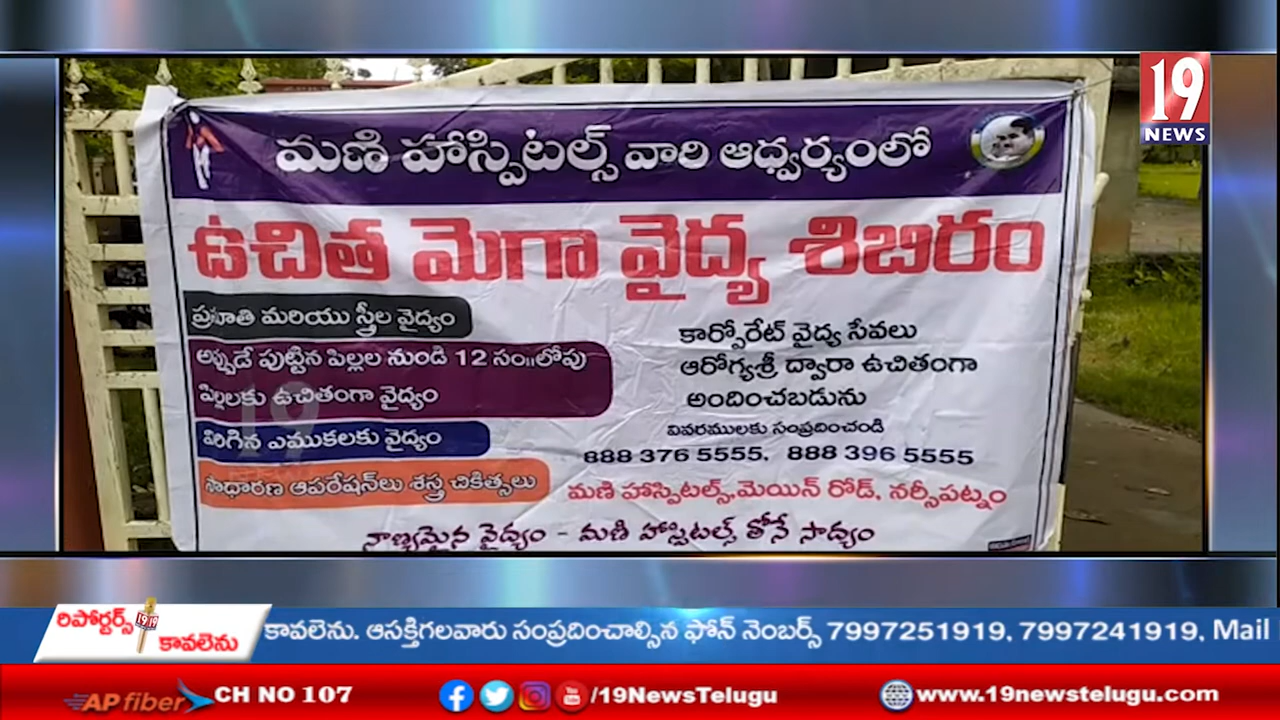 19
NEWS
మణి హాస్పిటల్స్ వారి ఆధ్వర్యంలో
ఉచిత మెగా వైద్య శిబిరం
ప్రసూతి మరియు స్త్రీల వైద్యం
అప్పుడే పుట్టిన పిల్లల నుండి 12 సం॥లోపు
పిల్లలకు ఉచితంగా వైద్యం
విరిగిన ఎముకలకు వైద్యం
సాధారణ ఆపరేషన్‌లు శస్త్ర చికిత్సలు
కార్పోరేట్ వైద్య సేవలు
ఆరోగ్యశ్రీ ద్వారా ఉచితంగా
అందించబడును
వివరములకు సంప్రదించండి
888 376 5555, 888 396 5555
మణి హాస్పిటల్స్,మెయిన్ రోడ్, నర్సీపట్నం
నాణ్యమైన వైద్యం - మణి హాస్పిటల్స్ తోనే సాధ్యం
రిపోర్టర్స్
కావలెను
కావలెను. ఆసక్తిగలవారు సంప్రదించాల్సిన ఫోన్ నెంబర్స్ 7997251919, 7997241919, Mail
AP fiber CH NO 107 /19NewsTelugu www.19newstelugu.com